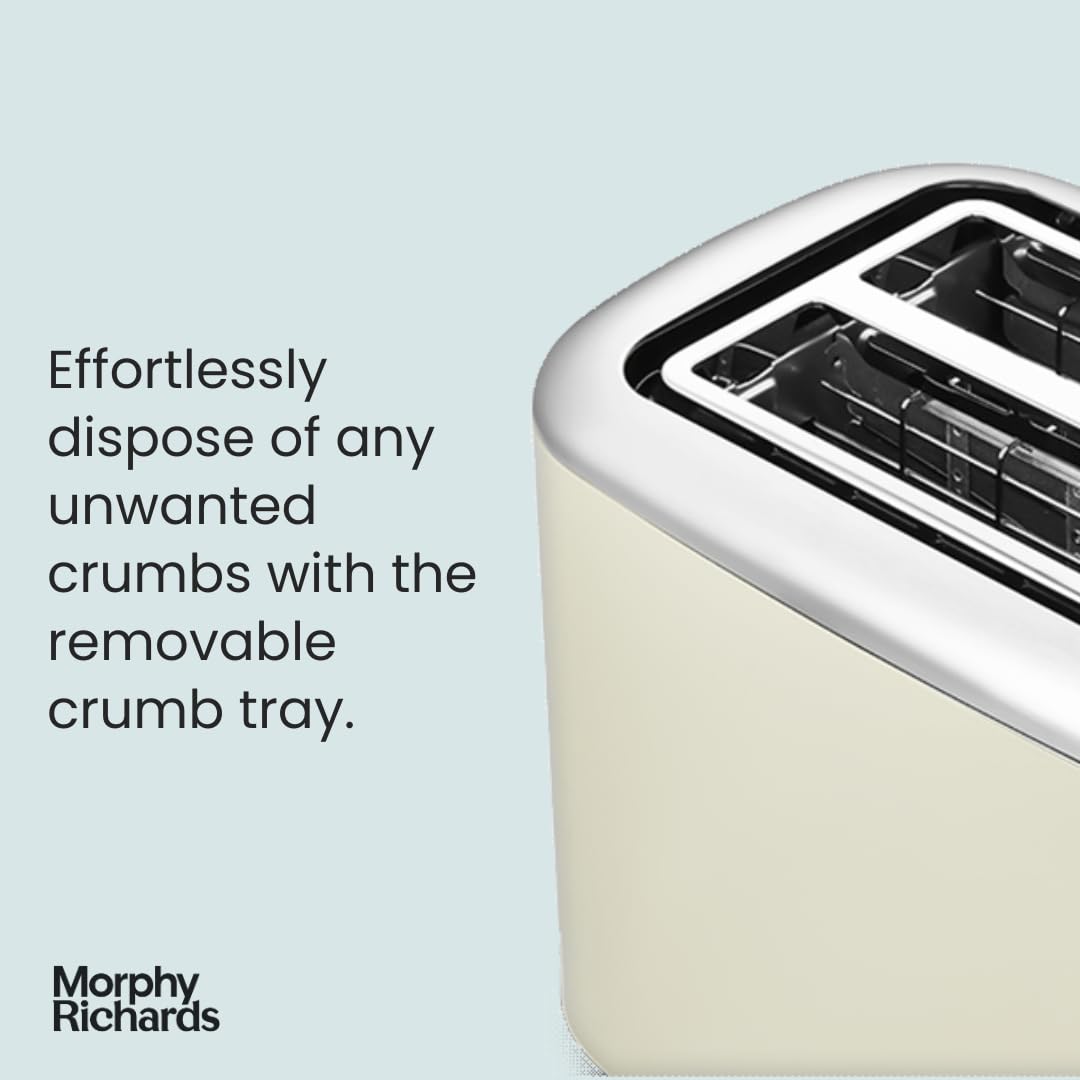 Effortlessly
dispose of any
unwanted
crumbs with the
removable
crumb tray.
Morphy
Richards